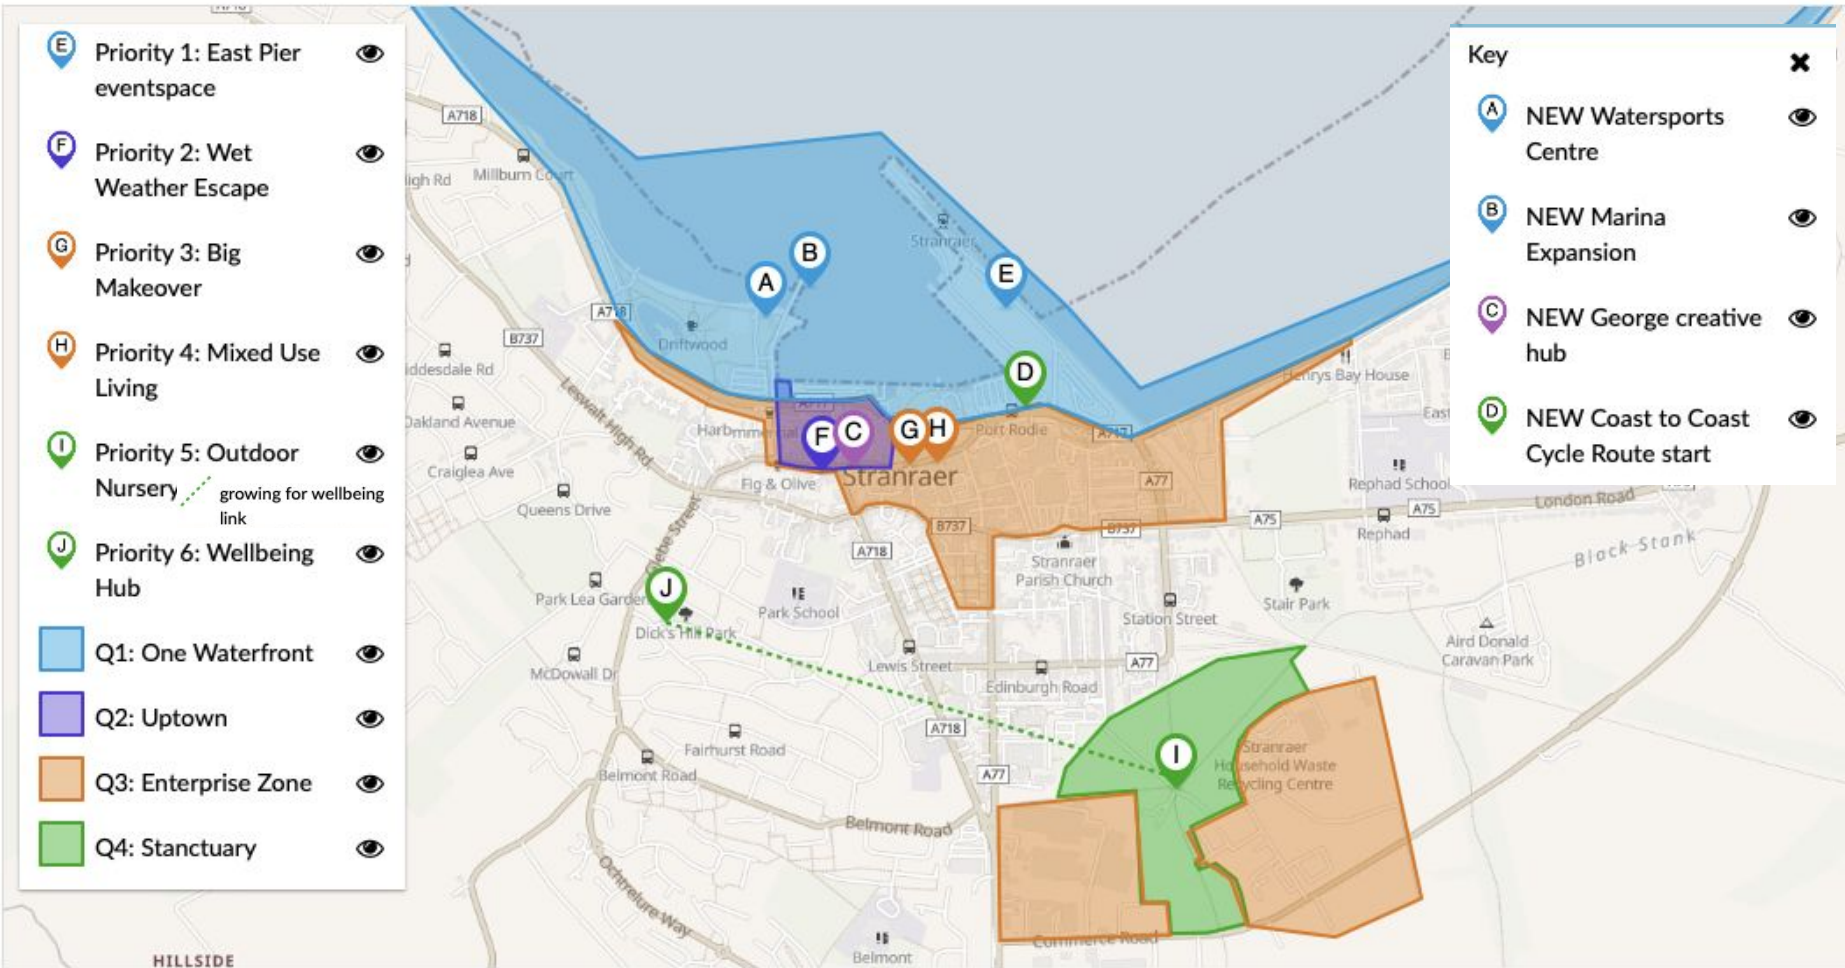 E
Priority 1: East Pier
eventspace
F
Priority 2: Wet
Weather Escape
G
Priority 3: Big
Makeover
H
Priority 4: Mixed Use
Living
I
Priority 5: Outdoor
Nursery
growing for wellbeing
link
J
Priority 6: Wellbeing
Hub
Q1: One Waterfront
Q2: Uptown
Q3: Enterprise Zone
Q4: Stanctuary
Key
A
NEW Watersports
Centre
B
NEW Marina
Expansion
C
NEW George creative
hub
D
NEW Coast to Coast
Cycle Route start
A718
Millburn Court
Stranraer
B
A
E
A718
B737
Driftwood
D
Henrys Bay House
Leswalt High Rd
Oakland Avenue
Port Rodie
A717
F
C
G
H
Craiglea Ave
Fig & Olive
Stranraer
A77
Rephad School
London Road
Queens Drive
B737
B737
A75
A75
Rephad
Black Stank
A718
Stranraer
Parish Church
J
Park School
Stair Park
Dick's Hill Park
Station Street
Aird Donald
Caravan Park
McDowall Dr
Lewis Street
A77
Edinburgh Road
A718
Fairhurst Road
I
Stranraer
Household Waste
Recycling Centre
Belmont Road
A77
Belmont Road
Ochtrelure Way
Commerce Road
Belmont
HILLSIDE